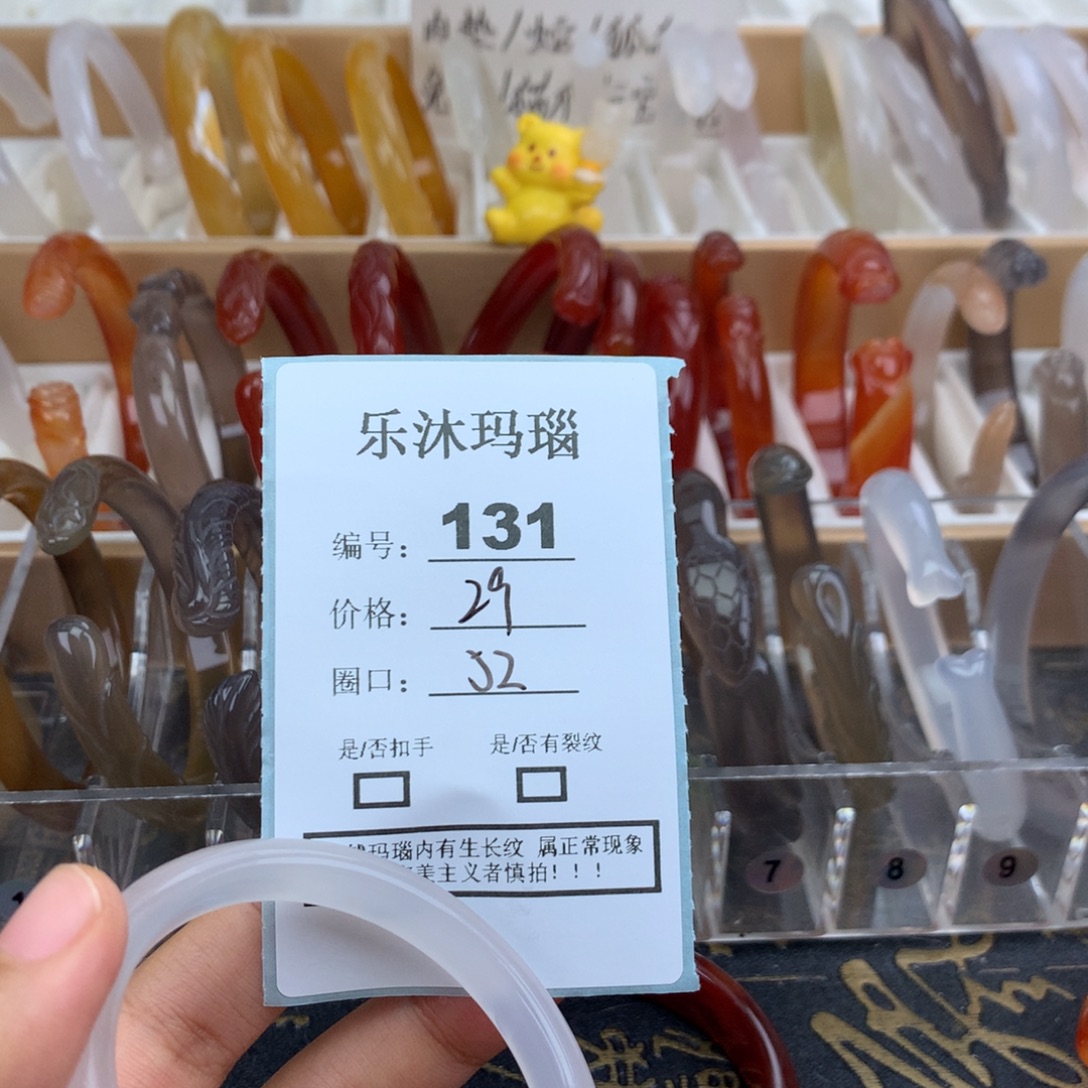 乐沐玛瑙
编号： 131
价格： 29
圈口： 52
是/否扣手 是/否有裂纹
玛瑙内有生长纹 属正常现象
美主义者慎拍！！！
7
8
9